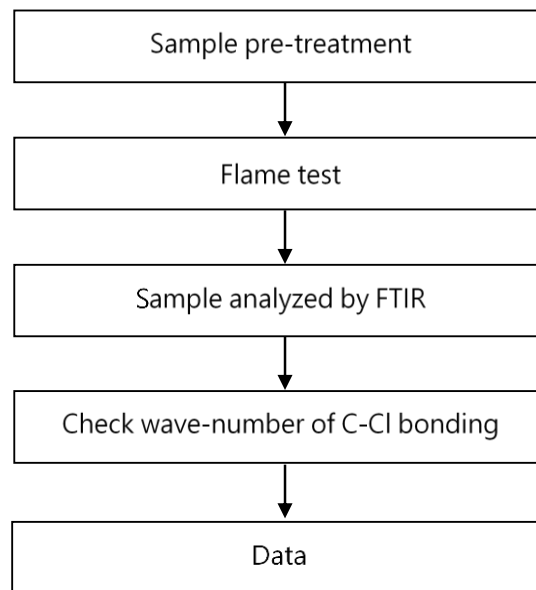 Sample pre-treatment
Flame test
Sample analyzed by FTIR
Check wave-number of C-Cl bonding
Data